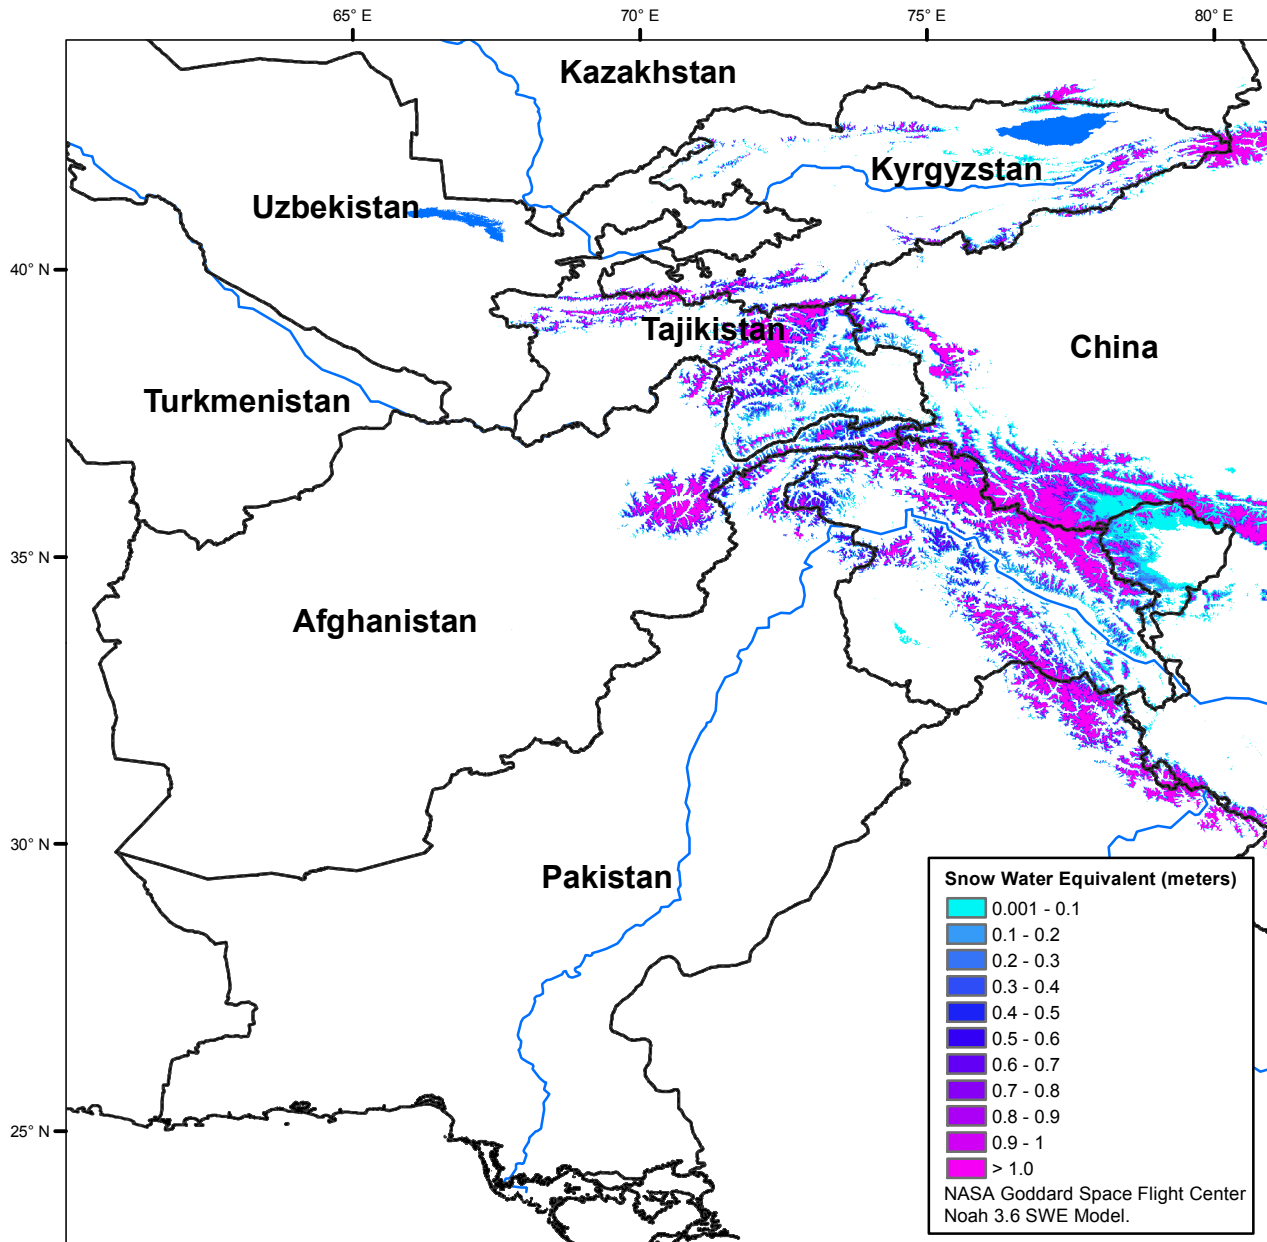 65° E
70° E
75° E
80° E
Kazakhstan
Kyrgyzstan
Uzbekistan
40° N
Tajikistan
China
Turkmenistan
35° N
Afghanistan
30° N
Pakistan
25° N
Snow Water Equivalent (meters)
0.001 - 0.1
0.1 - 0.2
0.2 - 0.3
0.3 - 0.4
0.4 - 0.5
0.5 - 0.6
0.6 - 0.7
0.7 - 0.8
0.8 - 0.9
0.9 - 1
> 1.0
NASA Goddard Space Flight Center
Noah 3.6 SWE Model.